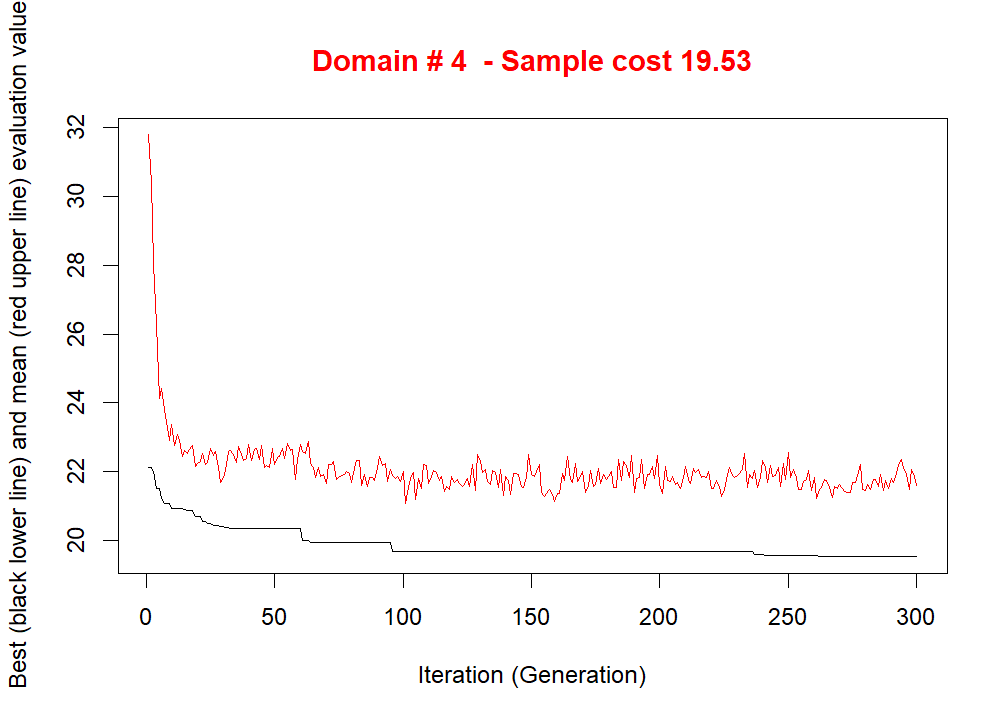 Domain # 4  - Sample cost 19.53
Best (black lower line) and mean (red upper line) evaluation value
32
30
28
26
24
22
20
0 50 100 150 200 250 300
Iteration (Generation)